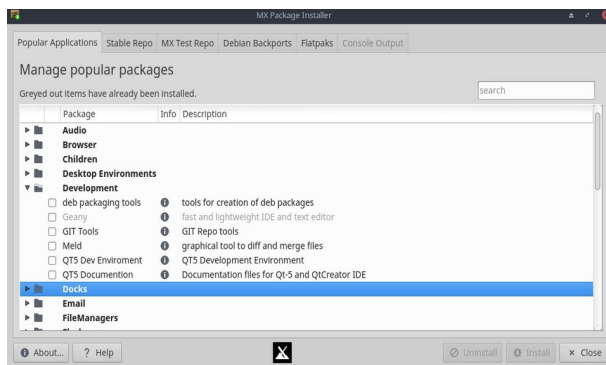 MX Package Installer
Popular Applications Stable Repo MX Test Repo Debian Backports Flatpaks Console Output
Manage popular packages
Greyed out items have already been installed.
search
Package Info Description
Audio
Browser
Children
Desktop Environments
Development
deb packaging tools tools for creation of deb packages
Geany fast and lightweight IDE and text editor
GIT Tools GIT Repo tools
Meld graphical tool to diff and merge files
QT5 Dev Enviroment QT5 Development Environment
QT5 Documention Documentation files for Qt-5 and QtCreator IDE
Docks
Email
FileManagers
About... ? Help Uninstall Install × Close